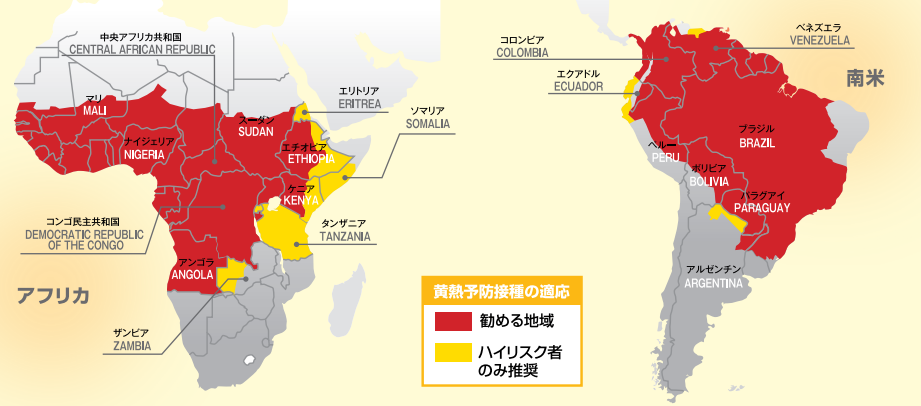 中央アフリカ共和国
CENTRAL AFRICAN REPUBLIC
エリトリア
ERITREA
ソマリア
SOMALIA
マリ
MALI
スーダン
SUDAN
ナイジェリア
NIGERIA
エチオピア
ETHIOPIA
ケニア
KENYA
コンゴ民主共和国
DEMOCRATIC REPUBLIC
OF THE CONGO
タンザニア
TANZANIA
アンゴラ
ANGOLA
アフリカ
ザンビア
ZAMBIA
コロンビア
COLOMBIA
ベネズエラ
VENEZUELA
エクアドル
ECUADOR
南米
ブラジル
BRAZIL
ペルー
PERU
ボリビア
BOLIVIA
パラグアイ
PARAGUAY
アルゼンチン
ARGENTINA
黄熱予防接種の適応
勧める地域
ハイリスク者
のみ推奨